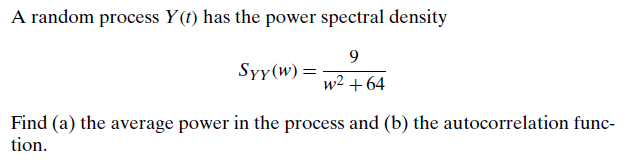 A random process Y(t) has the power spectral density
S_YY(w) = 9 / (w² + 64)
Find (a) the average power in the process and (b) the autocorrelation func-
tion.